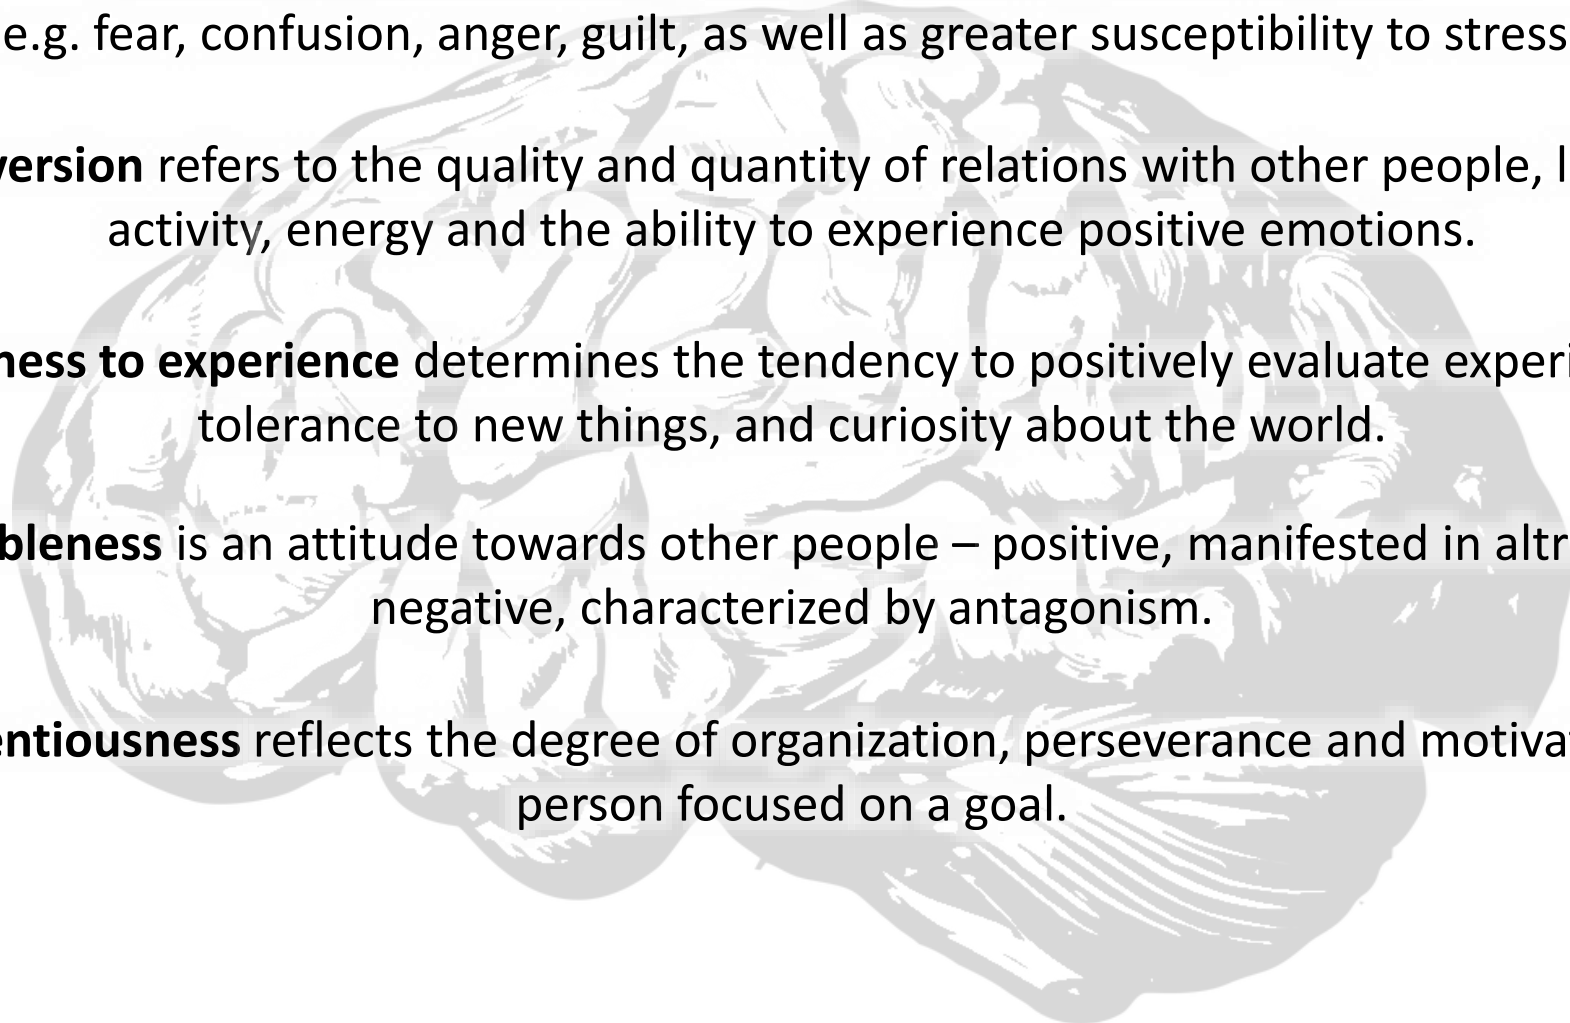 e.g. fear, confusion, anger, guilt, as well as greater susceptibility to stress
version refers to the quality and quantity of relations with other people, l
activity, energy and the ability to experience positive emotions.
ness to experience determines the tendency to positively evaluate experi
tolerance to new things, and curiosity about the world.
bleness is an attitude towards other people – positive, manifested in altr
negative, characterized by antagonism.
entiousness reflects the degree of organization, perseverance and motiva
person focused on a goal.